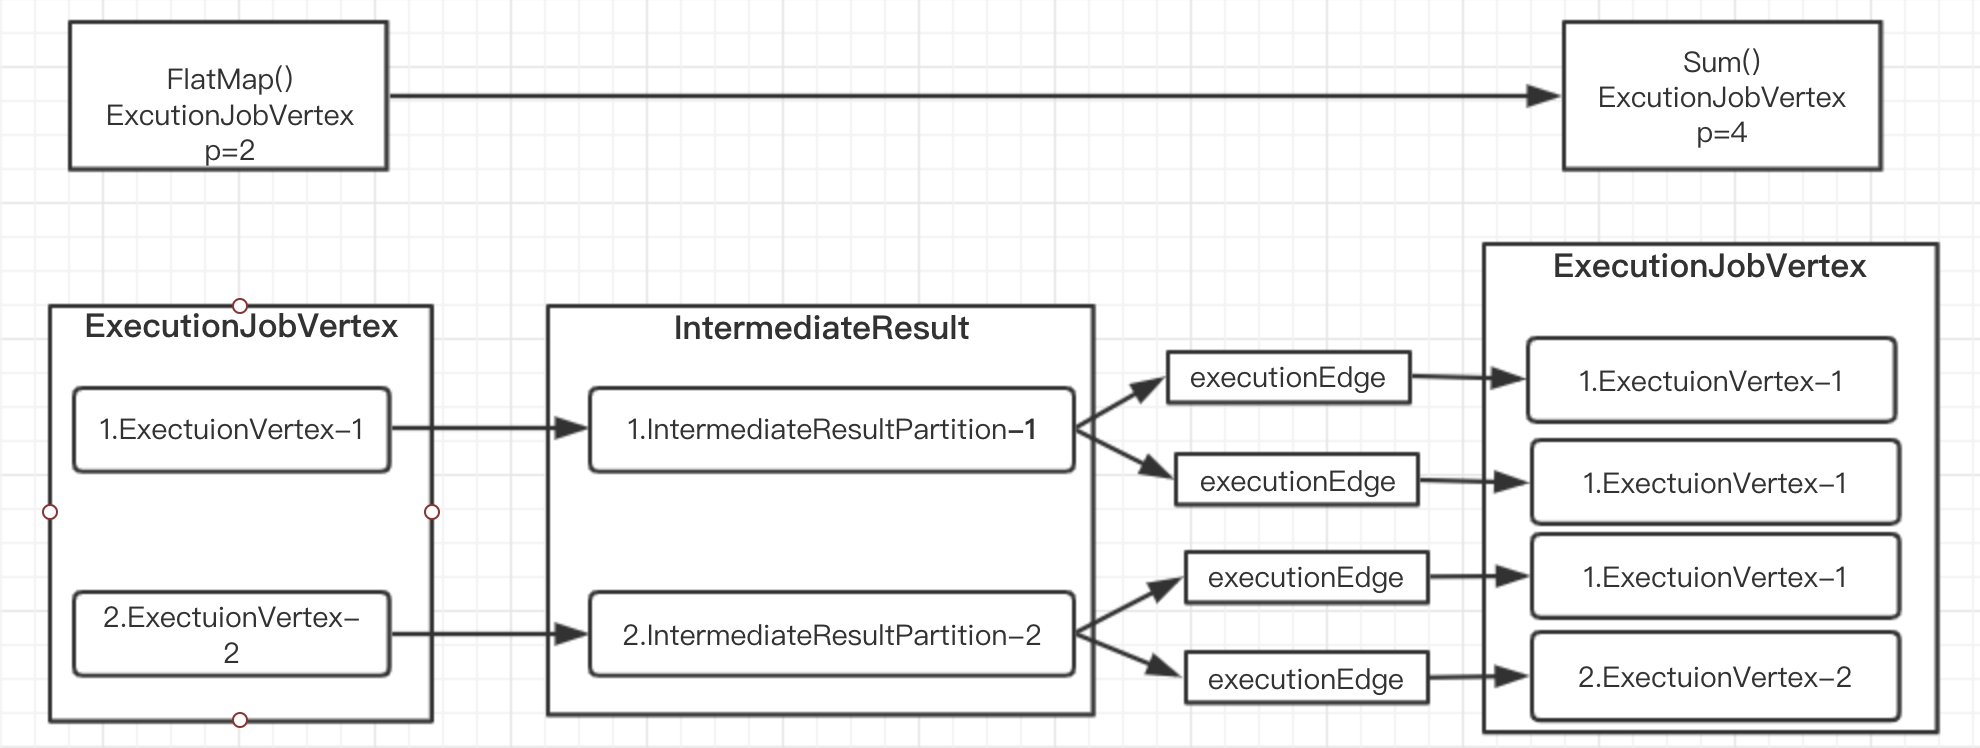 FlatMap()
ExcutionJobVertex
p=2
Sum()
ExcutionJobVertex
p=4
ExecutionJobVertex
1.ExectuionVertex-1
2.ExectuionVertex-
2
IntermediateResult
1.IntermediateResultPartition-1
2.IntermediateResultPartition-2
executionEdge
executionEdge
executionEdge
executionEdge
ExecutionJobVertex
1.ExectuionVertex-1
1.ExectuionVertex-1
1.ExectuionVertex-1
2.ExectuionVertex-2